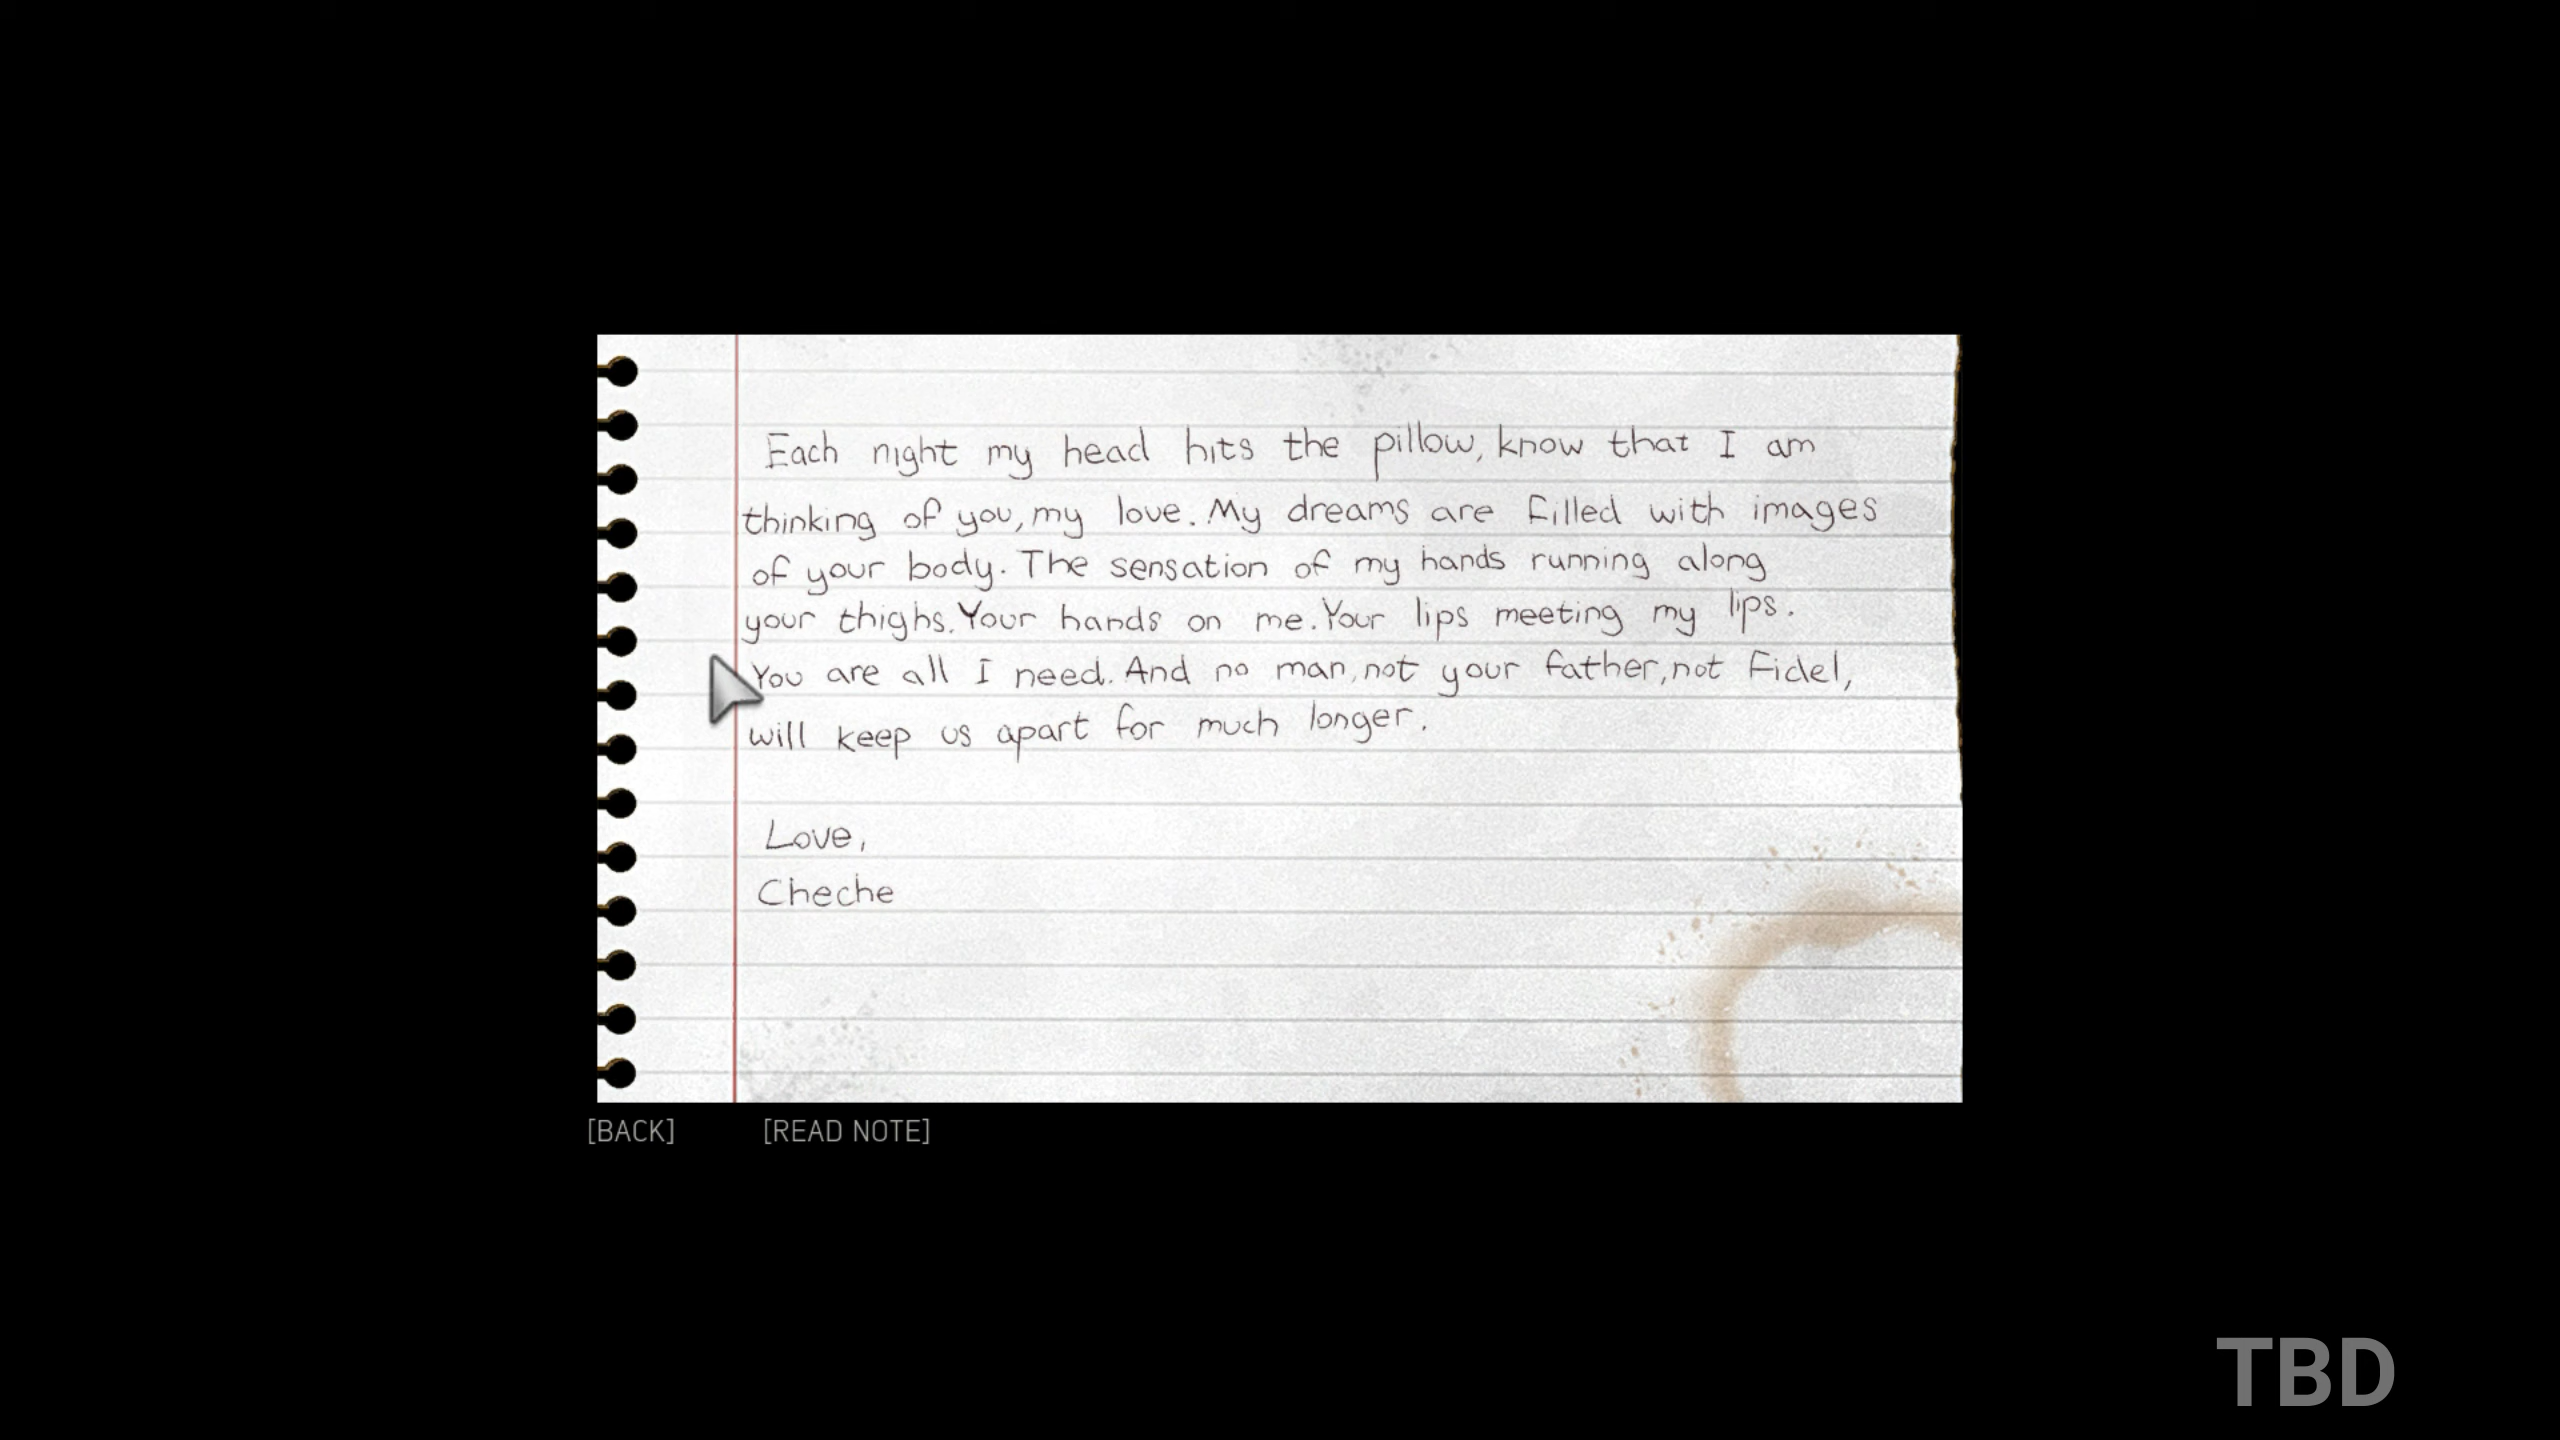 Each night my head hits the pillow, know that I am
thinking of you, my love. My dreams are filled with images
of your body. The sensation of my hands running along
your thighs. Your hands on me. Your lips meeting my lips.
You are all I need. And no man, not your father, not Fidel,
will keep us apart for much longer.
Love,
Cheche
[BACK] [READ NOTE]
TBD